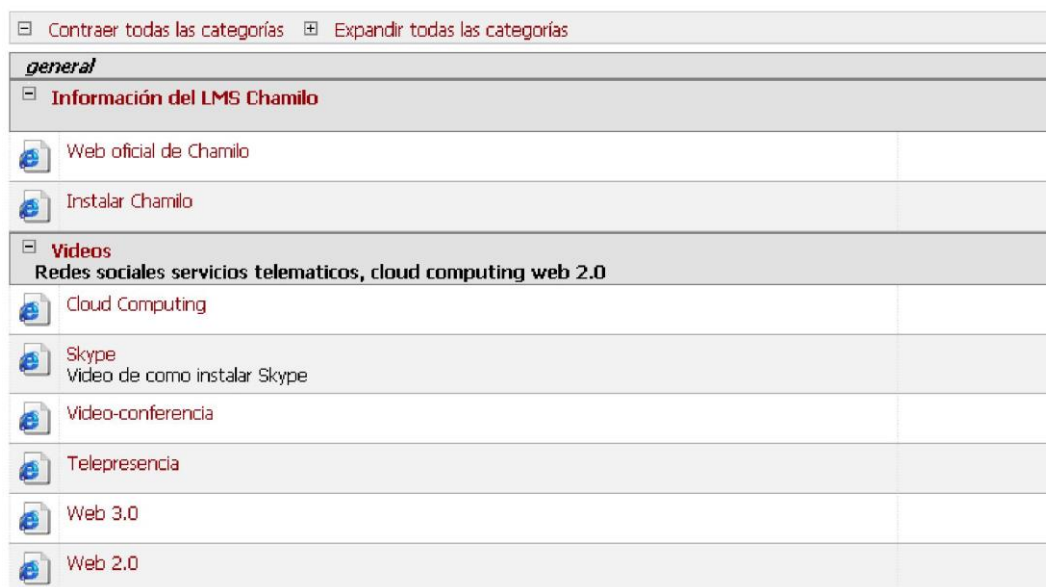 Contraer todas las categorías Expandir todas las categorías
general
Información del LMS Chamilo
Web oficial de Chamilo
Instalar Chamilo
Videos
Redes sociales servicios telematicos, cloud computing web 2.0
Cloud Computing
Skype
Video de como instalar Skype
Video-conferencia
Telepresencia
Web 3.0
Web 2.0